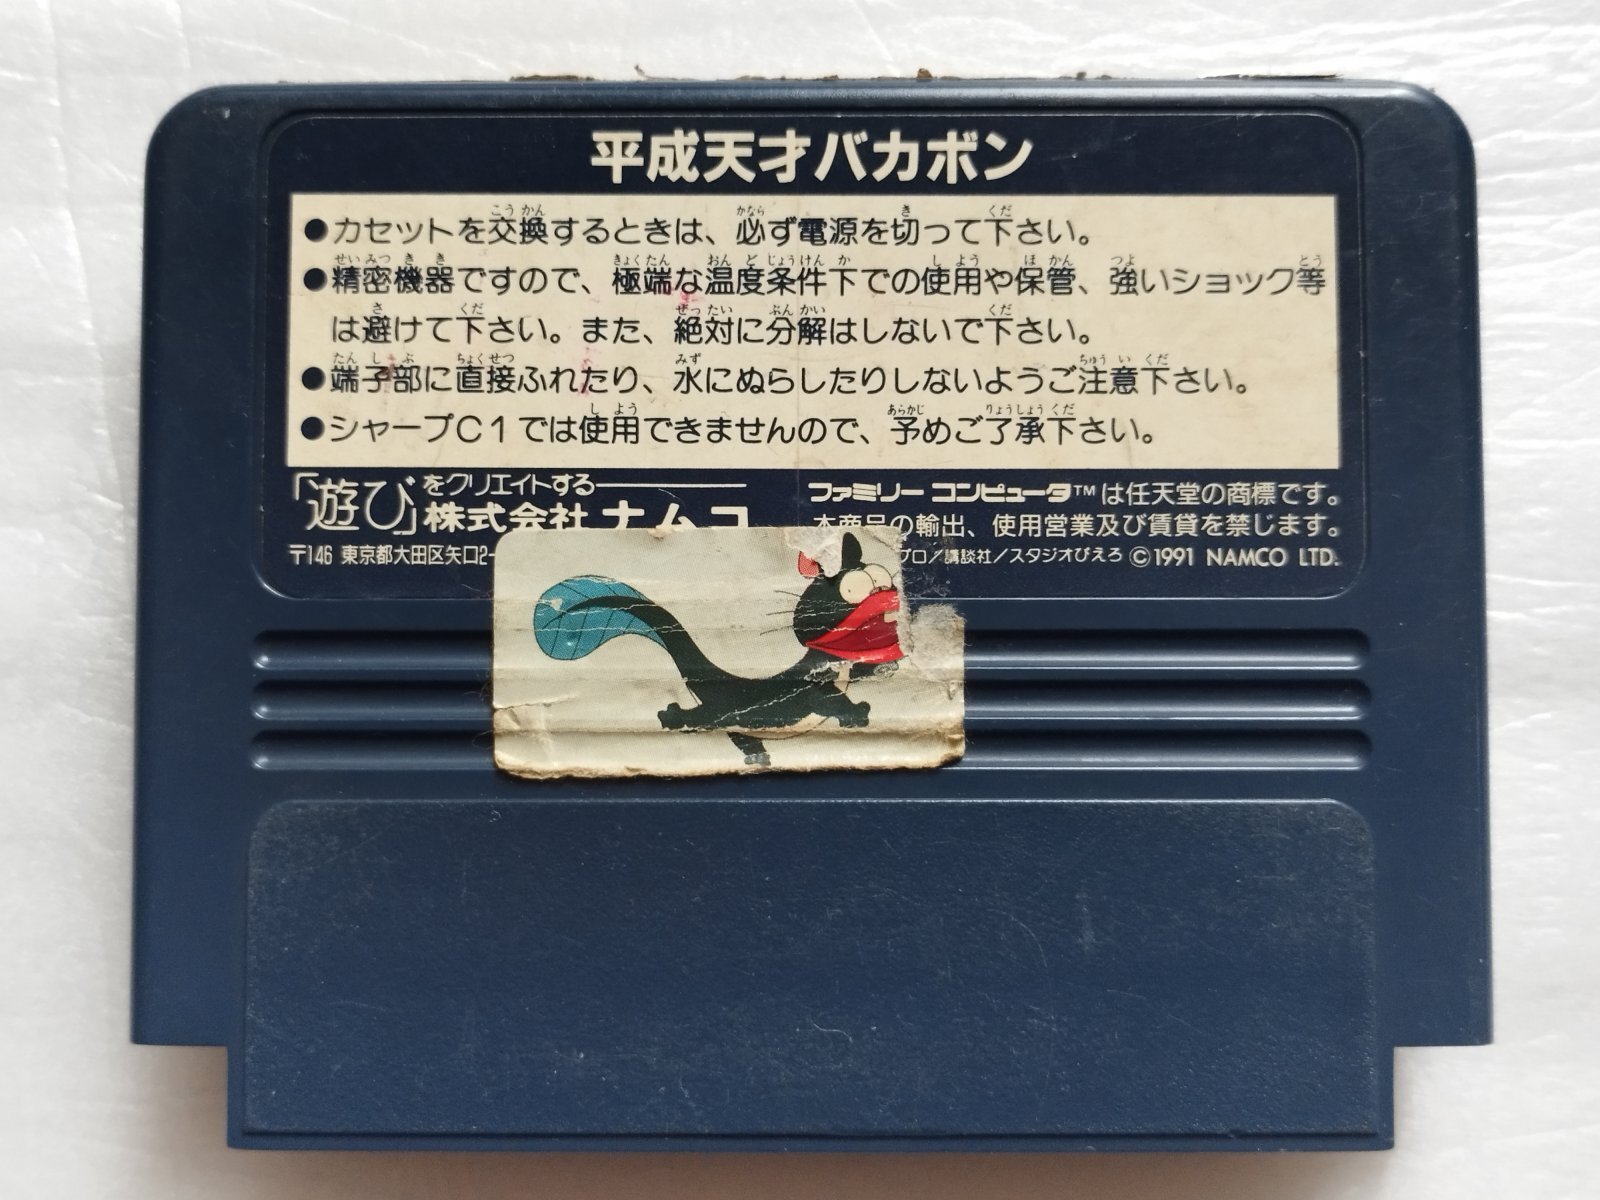 平成天才バカボン
●カセットを交換するときは、必ず電源を切って下さい。
●精密機器ですので、極端な温度条件下での使用や保管、強いショック等
は避けて下さい。また、絶対に分解はしないで下さい。
●端子部に直接ふれたり、水にぬらしたりしないようご注意下さい。
●シャープC1では使用できませんので、予めご了承下さい。
「遊び」をクリエイトする
株式会社ナムコ
〒146 東京都大田区矢口2-
ファミリーコンピュータ™は任天堂の商標です。
本商品の輸出、使用営業及び賃貸を禁じます。
プロ/講談社/スタジオぴえろ ©1991 NAMCO LTD.